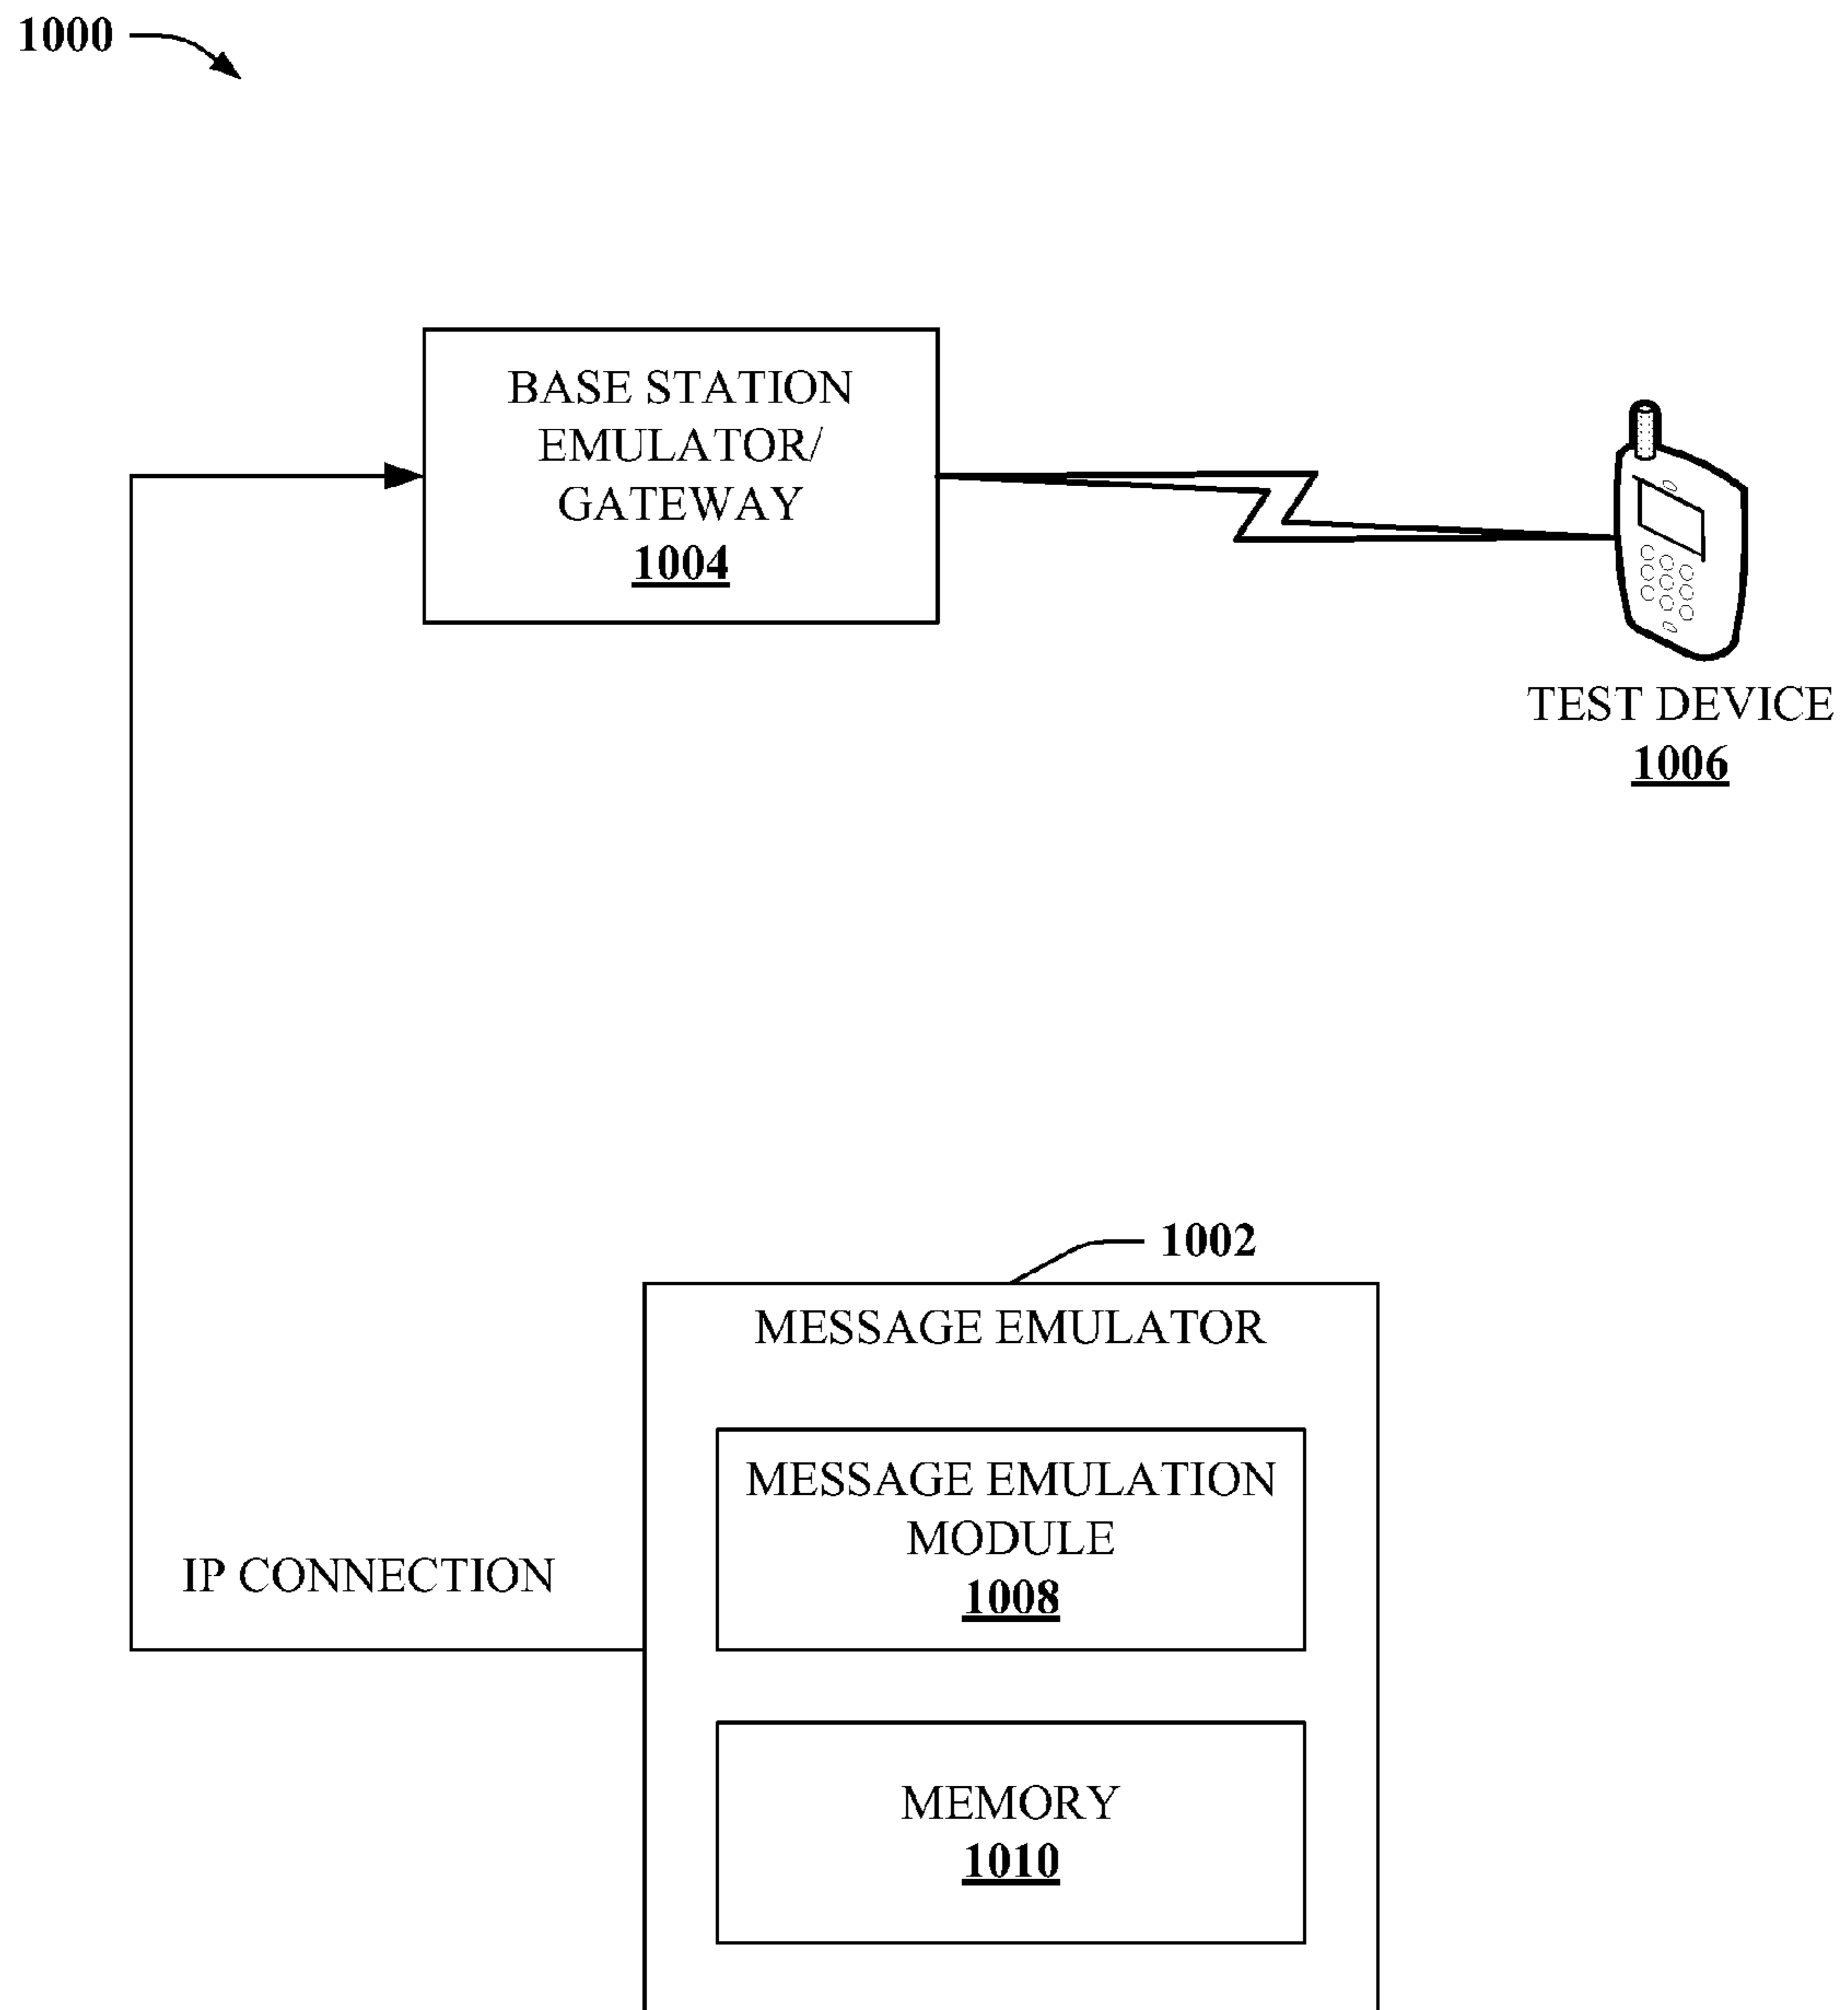 1000
BASE STATION
EMULATOR/
GATEWAY
1004
TEST DEVICE
1006
1002
MESSAGE EMULATOR
MESSAGE EMULATION
MODULE
1008
IP CONNECTION
MEMORY
1010